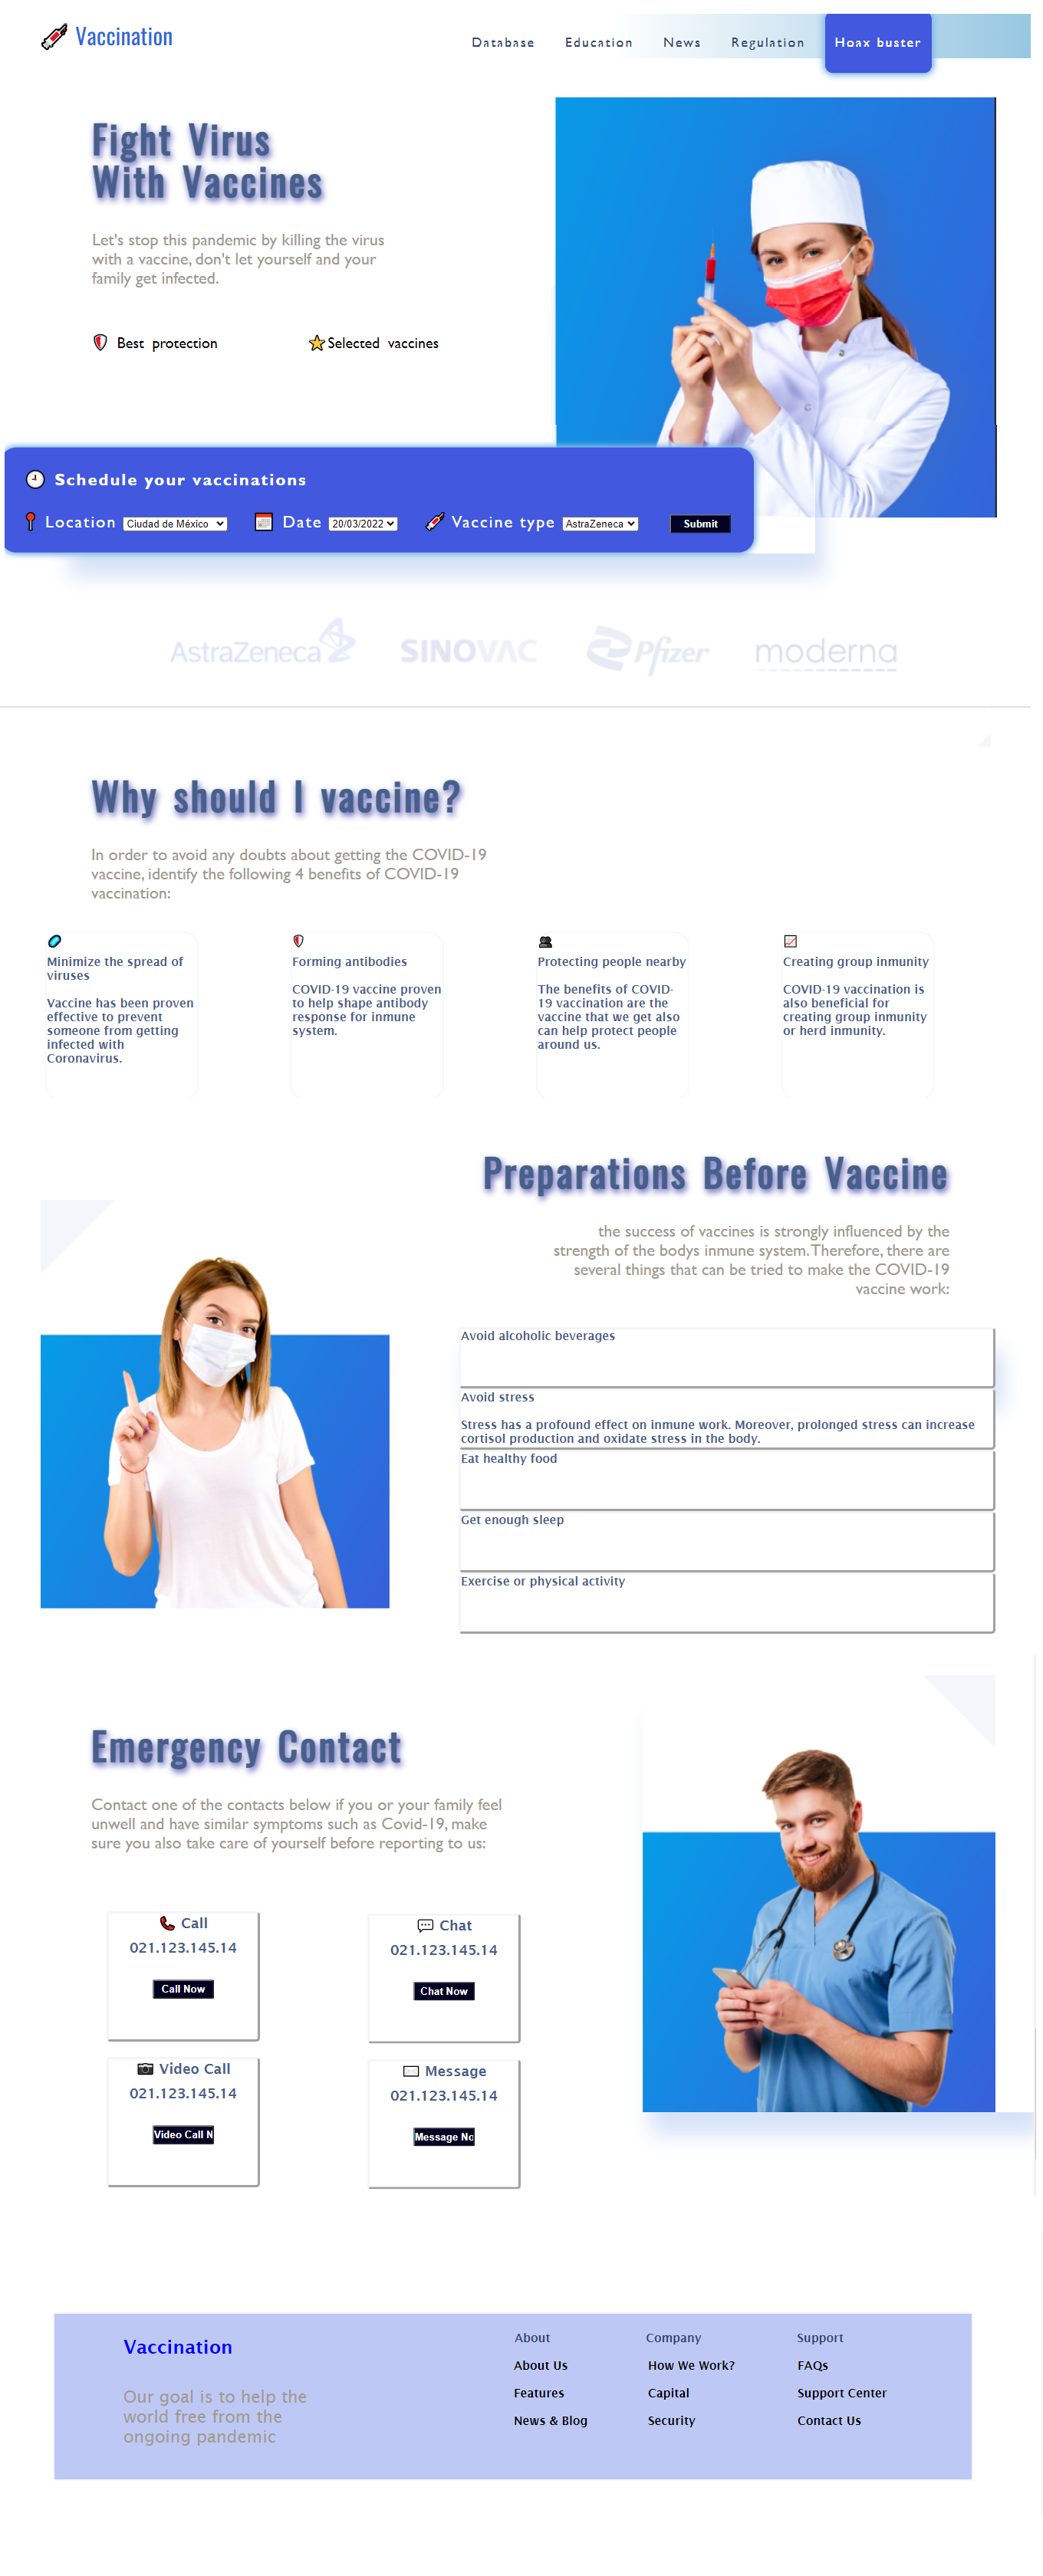 Vaccination
Database Education News Regulation Hoax buster
Fight Virus
With Vaccines
Let's stop this pandemic by killing the virus
with a vaccine, don't let yourself and your
family get infected.
Best protection
Selected vaccines
Schedule your vaccinations
Location Ciudad de México Date 20/03/2022 Vaccine type AstraZeneca Submit
AstraZeneca SINOVAC Pfizer moderna
Why should I vaccine?
In order to avoid any doubts about getting the COVID-19
vaccine, identify the following 4 benefits of COVID-19
vaccination:
Minimize the spread of
viruses
Vaccine has been proven
effective to prevent
someone from getting
infected with
Coronavirus.
Forming antibodies
COVID-19 vaccine proven
to help shape antibody
response for inmune
system.
Protecting people nearby
The benefits of COVID-
19 vaccination are the
vaccine that we get also
can help protect people
around us.
Creating group inmunity
COVID-19 vaccination is
also beneficial for
creating group inmunity
or herd inmunity.
Preparations Before Vaccine
the success of vaccines is strongly influenced by the
strength of the bodys inmune system.Therefore, there are
several things that can be tried to make the COVID-19
vaccine work:
Avoid alcoholic beverages
Avoid stress
Stress has a profound effect on inmune work. Moreover, prolonged stress can increase
cortisol production and oxidate stress in the body.
Eat healthy food
Get enough sleep
Exercise or physical activity
Emergency Contact
Contact one of the contacts below if you or your family feel
unwell and have similar symptoms such as Covid-19, make
sure you also take care of yourself before reporting to us:
Call
021.123.145.14
Call Now
Chat
021.123.145.14
Chat Now
Video Call
021.123.145.14
Video Call N
Message
021.123.145.14
Message No
Vaccination
Our goal is to help the
world free from the
ongoing pandemic
About
About Us
Features
News & Blog
Company
How We Work?
Capital
Security
Support
FAQs
Support Center
Contact Us